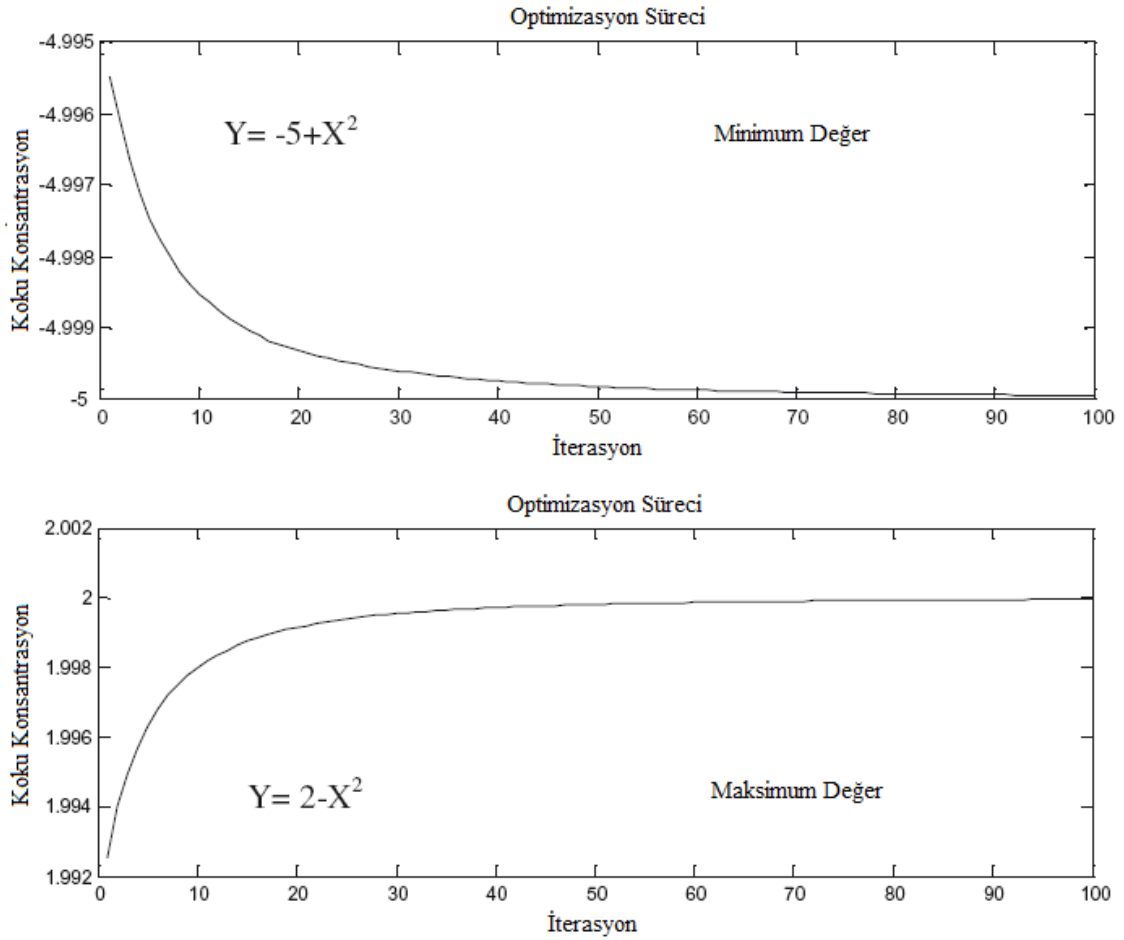 Optimizasyon Süreci
-4.995
-4.996
-4.997
-4.998
-4.999
-5
Koku Konsantrasyon
Y= -5+X²
Minimum Değer
0 10 20 30 40 50 60 70 80 90 100
İterasyon
Optimizasyon Süreci
2.002
2
1.998
1.996
1.994
1.992
Koku Konsantrasyon
Y= 2-X²
Maksimum Değer
0 10 20 30 40 50 60 70 80 90 100
İterasyon